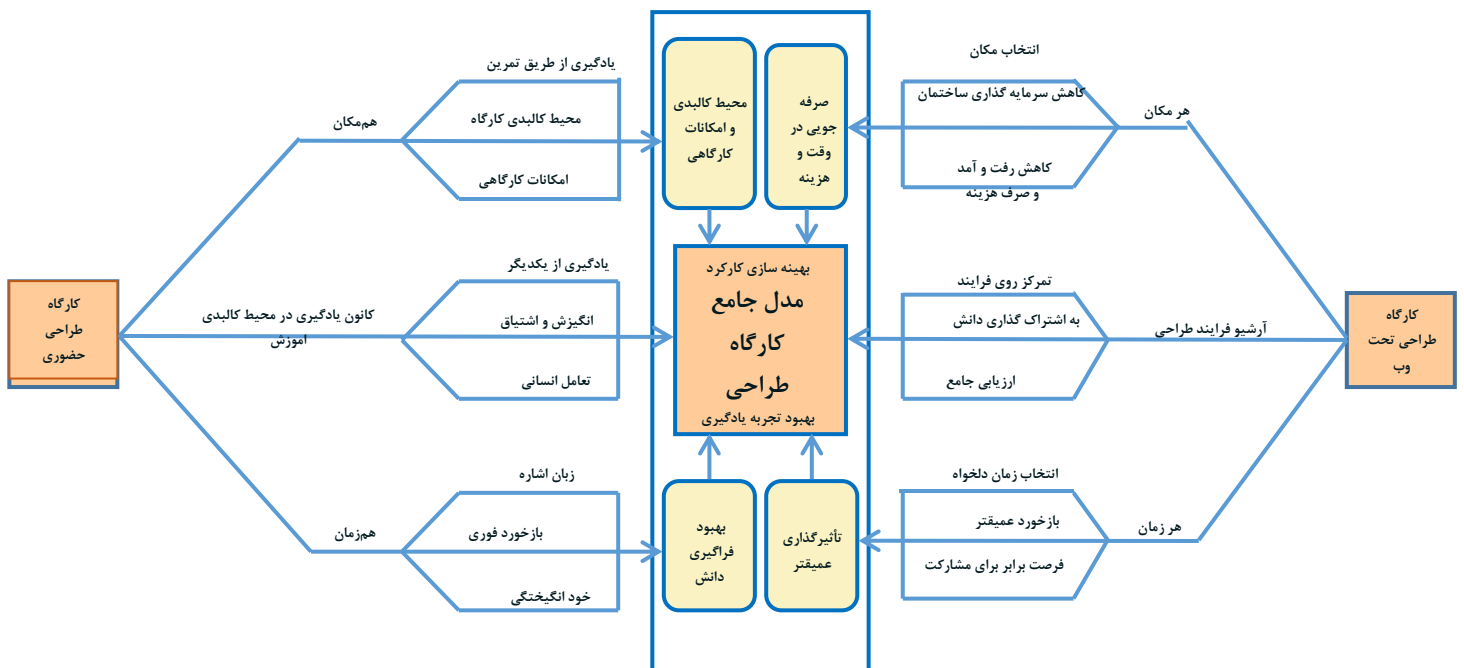 انتخاب مکان
کاهش سرمایه گذاری ساختمان
کاهش رفت و آمد
و صرف هزینه
هر مکان
تمرکز روی فرایند
به اشتراک گذاری دانش
ارزیابی جامع
آرشیو فرایند طراحی
انتخاب زمان دلخواه
بازخورد عمیقتر
فرصت برابر برای مشارکت
هر زمان
کارگاه
طراحی تحت
وب
صرفه
جویی در
وقت و
هزینه
محیط کالبدی
و امکانات
کارگاهی
بهینه سازی کارکرد
مدل جامع
کارگاه
طراحی
بهبود تجربه یادگیری
تأثیرگذاری
عمیقتر
بهبود
فراگیری
دانش
یادگیری از طریق تمرین
محیط کالبدی کارگاه
امکانات کارگاهی
هم‌مکان
یادگیری از یکدیگر
انگیزش و اشتیاق
تعامل انسانی
کانون یادگیری در محیط کالبدی
اموزش
زبان اشاره
بازخورد فوری
خود انگیختگی
هم‌زمان
کارگاه
طراحی
حضوری